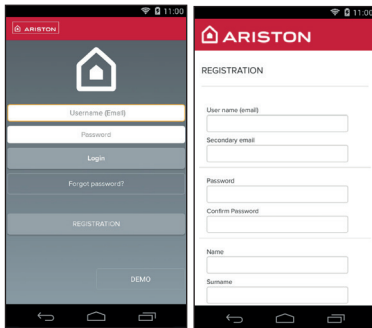 11:00
ARISTON
Username (Email)
Password
Login
Forgot password?
REGISTRATION
DEMO
11:00
ARISTON
REGISTRATION
User name (email)
Secondary email
Password
Confirm Password
Name
Surname